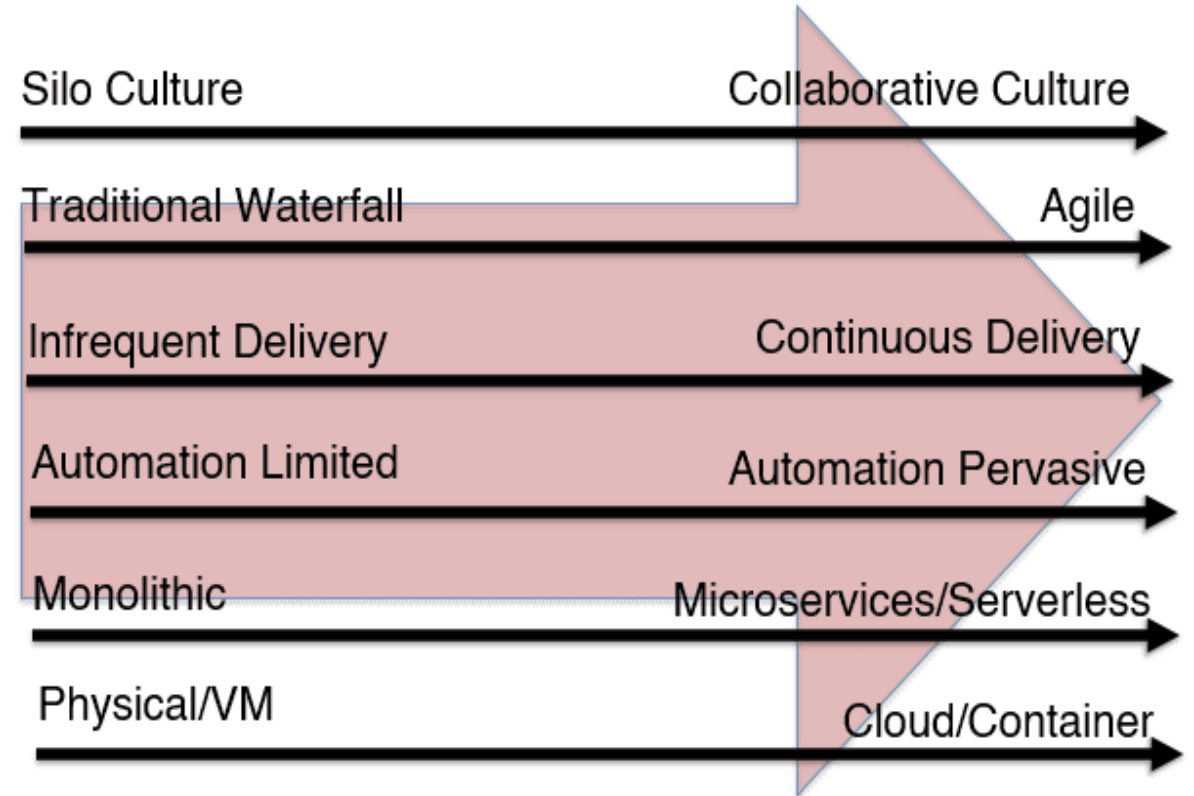 Silo Culture Collaborative Culture
Traditional Waterfall Agile
Infrequent Delivery Continuous Delivery
Automation Limited Automation Pervasive
Monolithic Microservices/Serverless
Physical/VM Cloud/Container